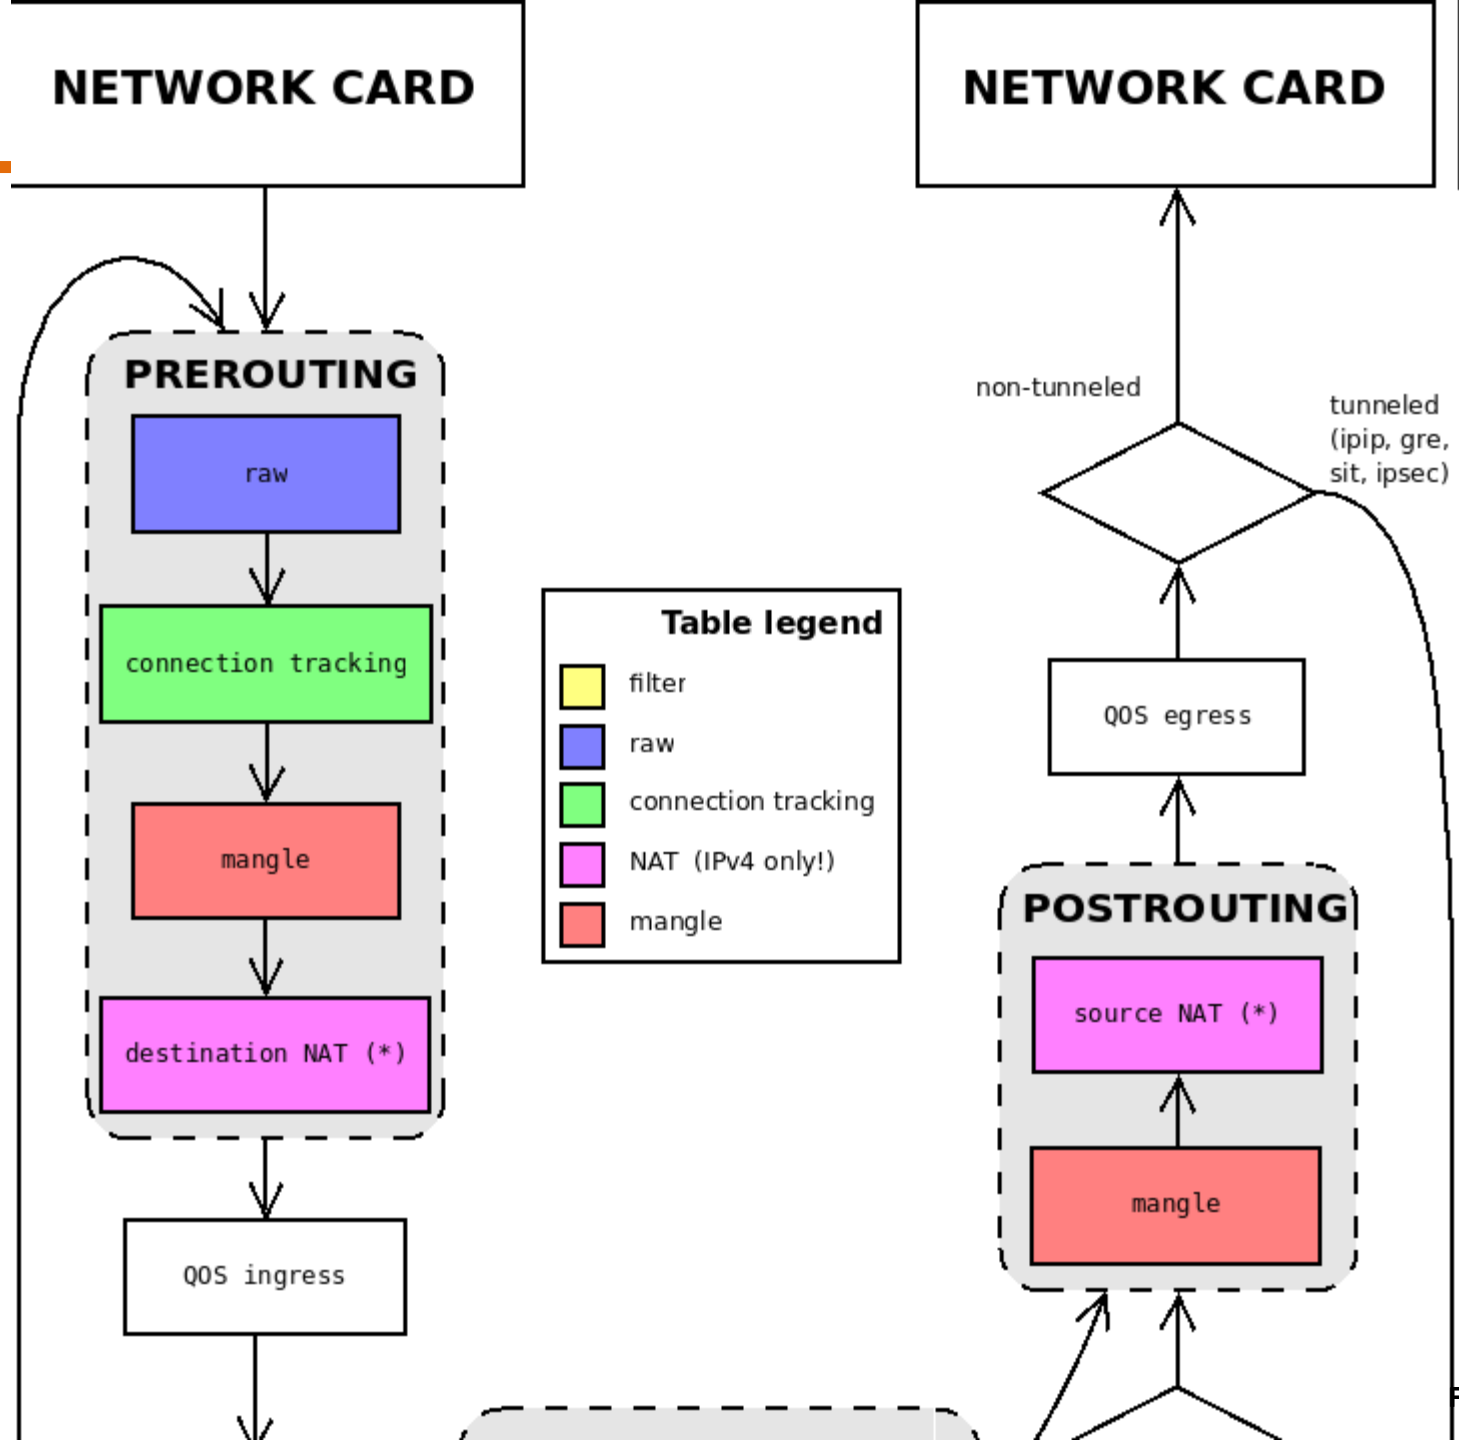 NETWORK CARD
NETWORK CARD
PREROUTING
raw
connection tracking
mangle
destination NAT (*)
QOS ingress
Table legend
filter
raw
connection tracking
NAT (IPv4 only!)
mangle
non-tunneled
tunneled
(ipip, gre,
sit, ipsec)
QOS egress
POSTROUTING
source NAT (*)
mangle